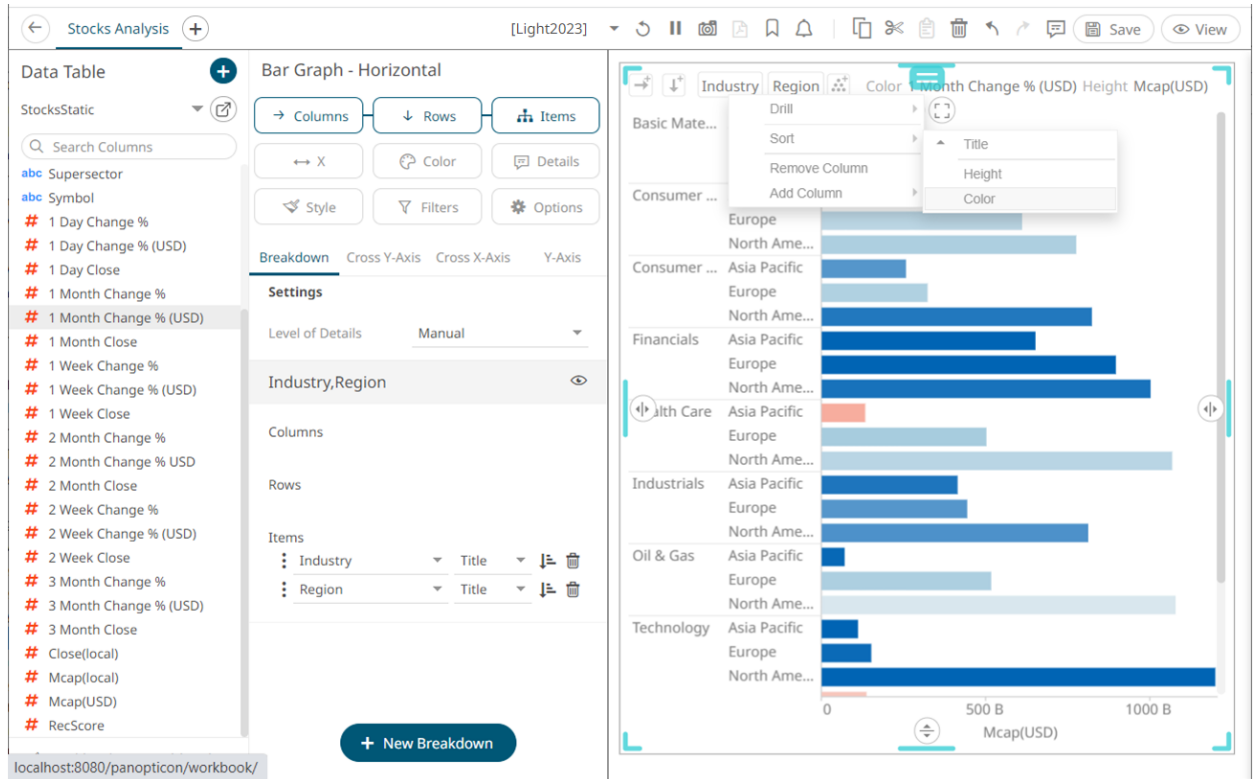 Stocks Analysis
[Light2023]
Save
View
Data Table
StocksStatic
Search Columns
abc Supersector
abc Symbol
# 1 Day Change %
# 1 Day Change % (USD)
# 1 Day Close
# 1 Month Change %
# 1 Month Change % (USD)
# 1 Month Close
# 1 Week Change %
# 1 Week Change % (USD)
# 1 Week Close
# 2 Month Change %
# 2 Month Change % USD
# 2 Month Close
# 2 Week Change %
# 2 Week Change % (USD)
# 2 Week Close
# 3 Month Change %
# 3 Month Change % (USD)
# 3 Month Close
# Close(local)
# Mcap(local)
# Mcap(USD)
# RecScore
localhost:8080/panopticon/workbook/
Bar Graph - Horizontal
Columns Rows Items
X Color Details
Style Filters Options
Breakdown Cross Y-Axis Cross X-Axis Y-Axis
Settings
Level of Details Manual
Industry,Region
Columns
Rows
Items
Industry Title
Region Title
+ New Breakdown
Industry Region Color 1 Month Change % (USD) Height Mcap(USD)
Drill
Sort
Remove Column
Add Column
Title
Height
Color
Basic Mate...
Consumer ...
Europe
North Ame...
Consumer ... Asia Pacific
Europe
North Ame...
Financials Asia Pacific
Europe
North Ame...
alth Care Asia Pacific
Europe
North Ame...
Industrials Asia Pacific
Europe
North Ame...
Oil & Gas Asia Pacific
Europe
North Ame...
Technology Asia Pacific
Europe
North Ame...
0 500 B 1000 B
Mcap(USD)